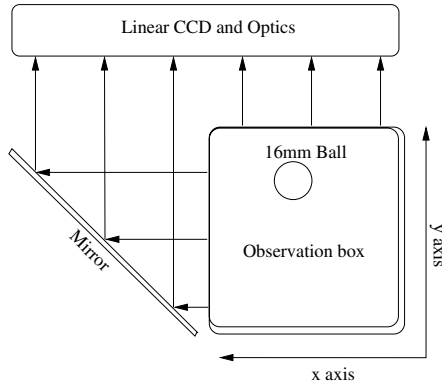 Linear CCD and Optics
16mm Ball
Mirror
Observation box
y axis
x axis